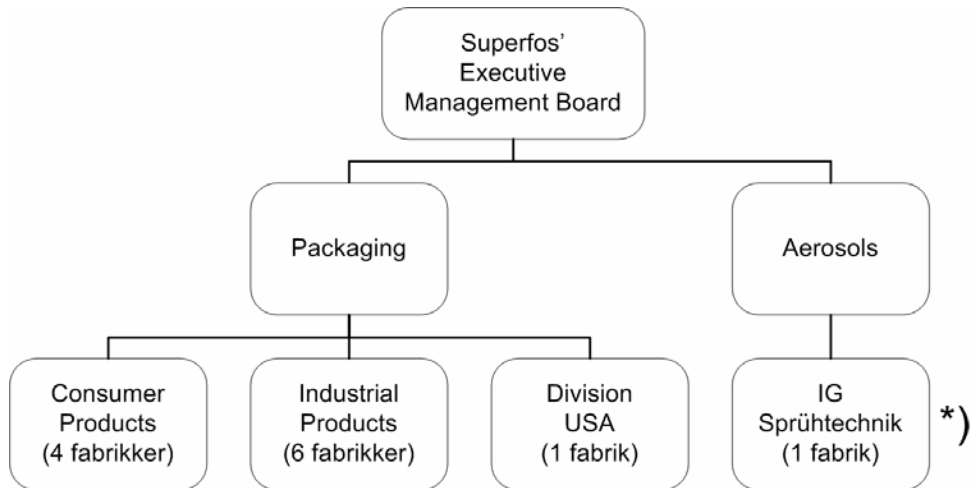 Superfos’
Executive
Management Board
Packaging
Aerosols
Consumer
Products
(4 fabrikker)
Industrial
Products
(6 fabrikker)
Division
USA
(1 fabrik)
IG
Sprühtechnik
(1 fabrik)
*)